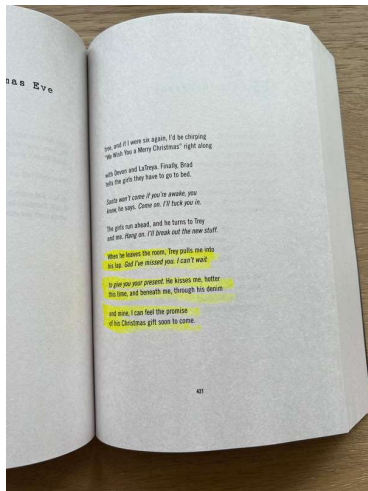 mas Eve
tree, and if I were six again, I'd be chirping
"We Wish You a Merry Christmas" right along
with Devon and LaTreya. Finally, Brad
tells the girls they have to go to bed.
Santa won't come if you're awake, you
know, he says. Come on. I'll tuck you in.
The girls run ahead, and he turns to Trey
and me. Hang on. I'll break out the new stuff.
When he leaves the room, Trey pulls me into
his lap. God I've missed you. I can't wait
to give you your present. He kisses me, hotter
this time, and beneath me, through his denim
and mine, I can feel the promise
of his Christmas gift soon to come.